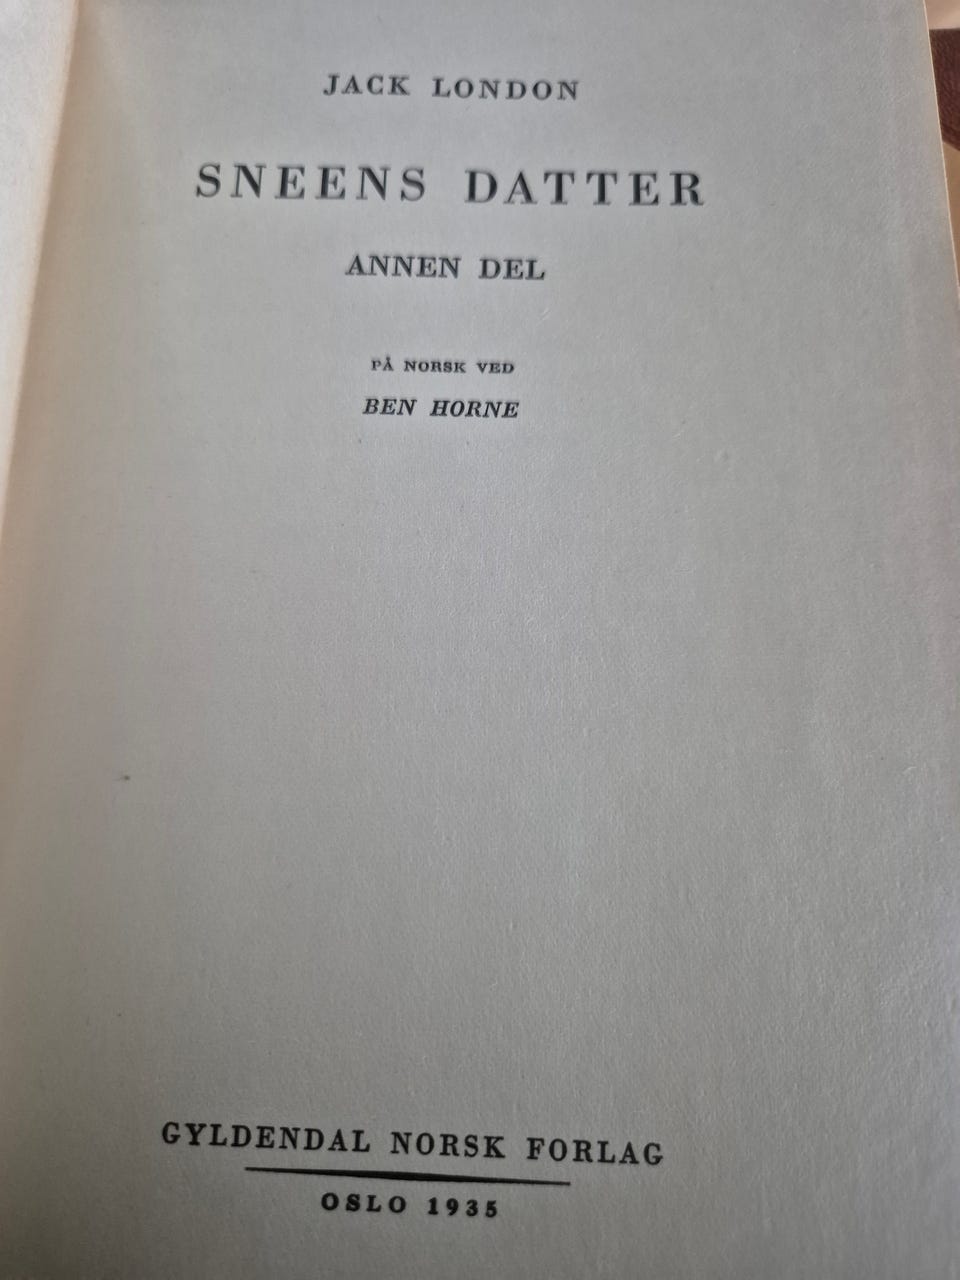 JACK LONDON
SNEENS DATTER
ANNEN DEL
PÅ NORSK VED
BEN HORNE
GYLDENDAL NORSK FORLAG
OSLO 1935